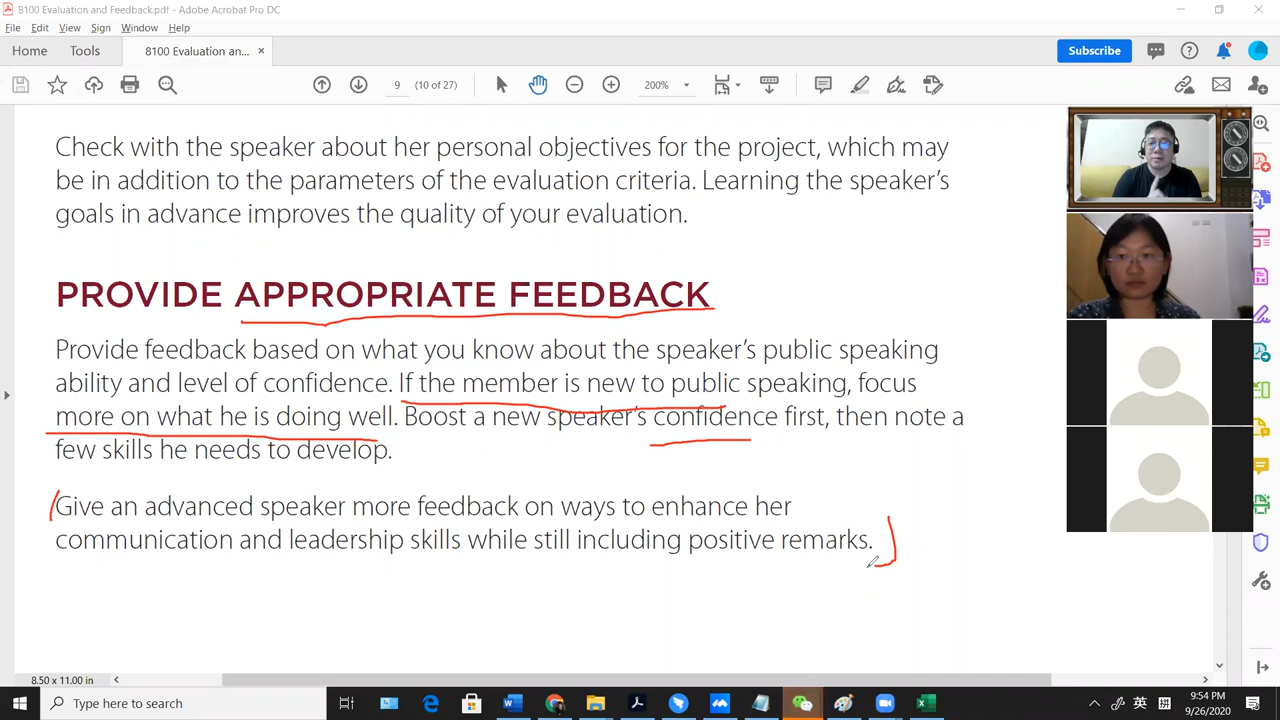 8100 Evaluation and Feedback.pdf - Adobe Acrobat Pro DC
File Edit View Sign Window Help
Home Tools 8100 Evaluation an... ×
Subscribe
9 (10 of 27)
200%
Check with the speaker about her personal objectives for the project, which may
be in addition to the parameters of the evaluation criteria. Learning the speaker’s
goals in advance improves the quality of your evaluation.
PROVIDE APPROPRIATE FEEDBACK
Provide feedback based on what you know about the speaker’s public speaking
ability and level of confidence. If the member is new to public speaking, focus
more on what he is doing well. Boost a new speaker’s confidence first, then note a
few skills he needs to develop.
Give an advanced speaker more feedback on ways to enhance her
communication and leadership skills while still including positive remarks.
8.50 x 11.00 in
Type here to search
英 拼
9:54 PM
9/26/2020